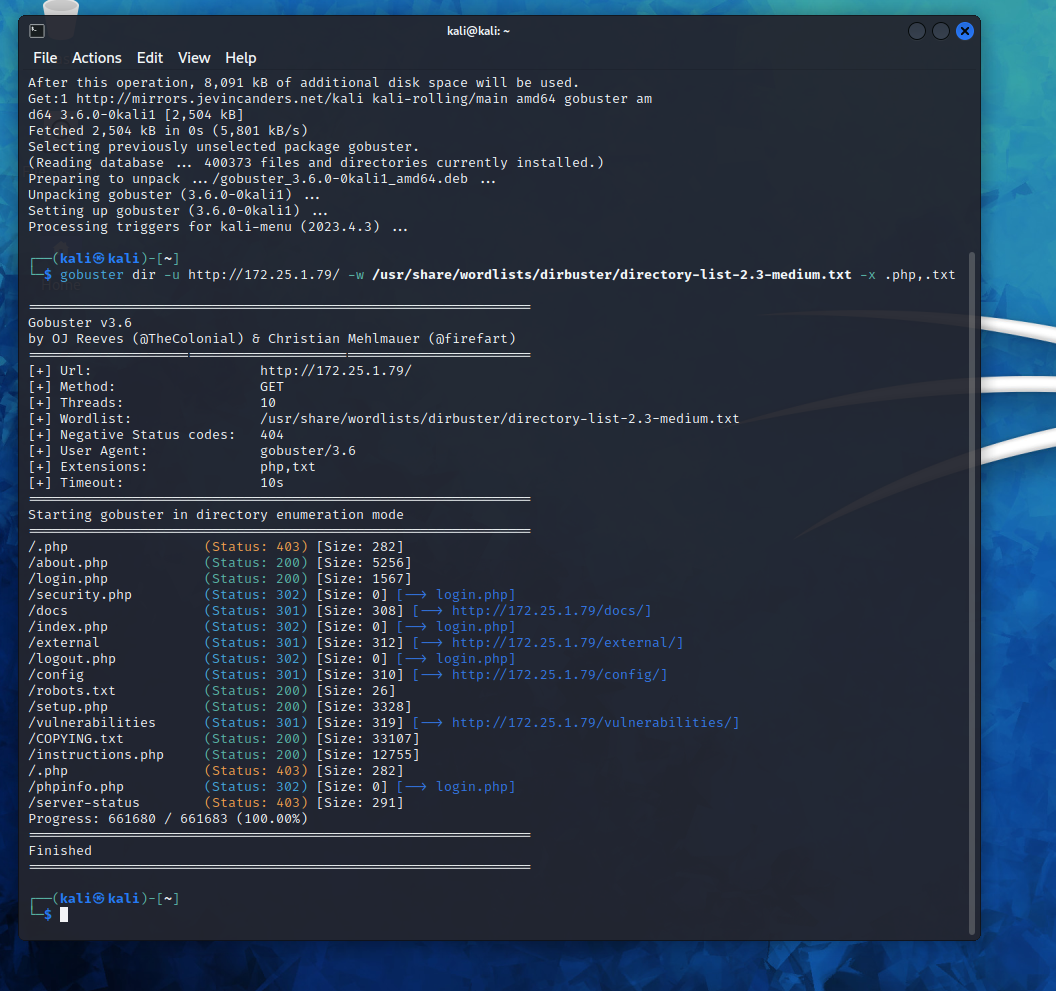 kali@kali: ~
File Actions Edit View Help
After this operation, 8,091 kB of additional disk space will be used.
Get:1 http://mirrors.jevincanders.net/kali kali-rolling/main amd64 gobuster am
d64 3.6.0-0kali1 [2,504 kB]
Fetched 2,504 kB in 0s (5,801 kB/s)
Selecting previously unselected package gobuster.
(Reading database ... 400373 files and directories currently installed.)
Preparing to unpack .../gobuster_3.6.0-0kali1_amd64.deb ...
Unpacking gobuster (3.6.0-0kali1) ...
Setting up gobuster (3.6.0-0kali1) ...
Processing triggers for kali-menu (2023.4.3) ...
┌──(kali㉿kali)-[~]
└─$ gobuster dir -u http://172.25.1.79/ -w /usr/share/wordlists/dirbuster/directory-list-2.3-medium.txt -x .php,.txt
===============================================================
Gobuster v3.6
by OJ Reeves (@TheColonial) & Christian Mehlmauer (@firefart)
===============================================================
[+] Url: http://172.25.1.79/
[+] Method: GET
[+] Threads: 10
[+] Wordlist: /usr/share/wordlists/dirbuster/directory-list-2.3-medium.txt
[+] Negative Status codes: 404
[+] User Agent: gobuster/3.6
[+] Extensions: php,txt
[+] Timeout: 10s
===============================================================
Starting gobuster in directory enumeration mode
===============================================================
/.php (Status: 403) [Size: 282]
/about.php (Status: 200) [Size: 5256]
/login.php (Status: 200) [Size: 1567]
/security.php (Status: 302) [Size: 0] [--> login.php]
/docs (Status: 301) [Size: 308] [--> http://172.25.1.79/docs/]
/index.php (Status: 302) [Size: 0] [--> login.php]
/external (Status: 301) [Size: 312] [--> http://172.25.1.79/external/]
/logout.php (Status: 302) [Size: 0] [--> login.php]
/config (Status: 301) [Size: 310] [--> http://172.25.1.79/config/]
/robots.txt (Status: 200) [Size: 26]
/setup.php (Status: 200) [Size: 3328]
/vulnerabilities (Status: 301) [Size: 319] [--> http://172.25.1.79/vulnerabilities/]
/COPYING.txt (Status: 200) [Size: 33107]
/instructions.php (Status: 200) [Size: 12755]
/.php (Status: 403) [Size: 282]
/phpinfo.php (Status: 302) [Size: 0] [--> login.php]
/server-status (Status: 403) [Size: 291]
Progress: 661680 / 661683 (100.00%)
===============================================================
Finished
===============================================================
┌──(kali㉿kali)-[~]
└─$